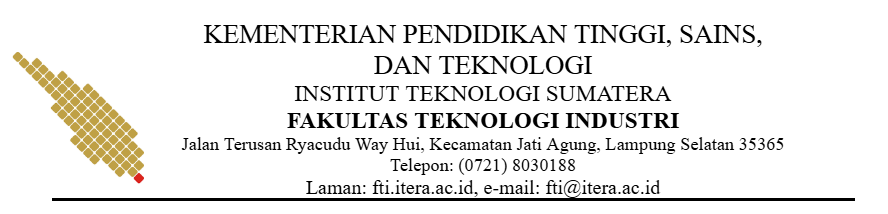 KEMENTERIAN PENDIDIKAN TINGGI, SAINS,
DAN TEKNOLOGI
INSTITUT TEKNOLOGI SUMATERA
FAKULTAS TEKNOLOGI INDUSTRI
Jalan Terusan Ryacudu Way Hui, Kecamatan Jati Agung, Lampung Selatan 35365
Telepon: (0721) 8030188
Laman: fti.itera.ac.id, e-mail: fti@itera.ac.id